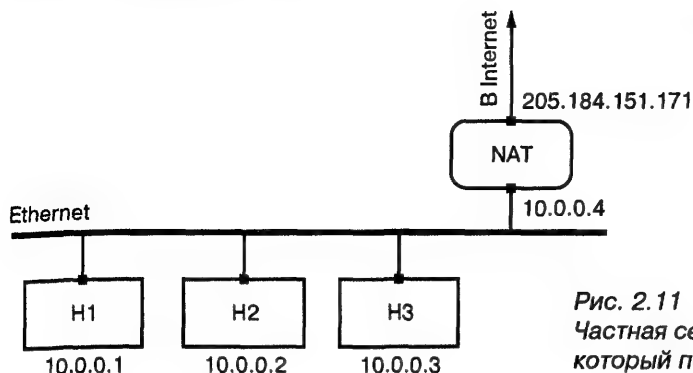 В Internet
205.184.151.171
NAT
10.0.0.4
Ethernet
H1
H2
H3
10.0.0.1
10.0.0.2
10.0.0.3
Рис. 2.11
Частная
который